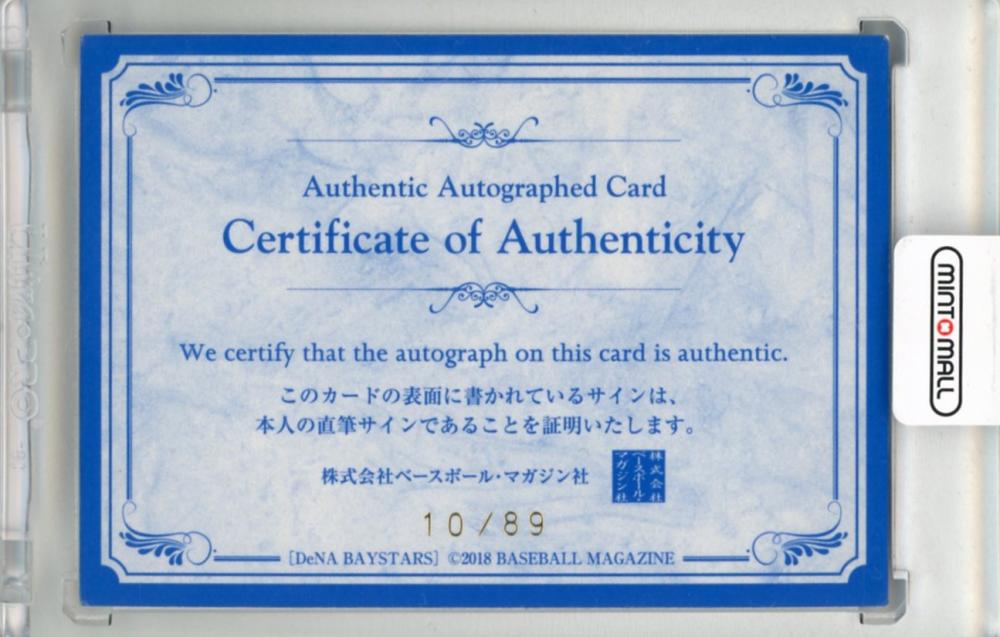 Authentic Autographed Card
Certificate of Authenticity
We certify that the autograph on this card is authentic.
このカードの表面に書かれているサインは、
本人の直筆サインであることを証明いたします。
株式会社ベースボール・マガジン社
株式会社
ベースボール・
マガジン社
10/89
[DeNA BAYSTARS] ©2018 BASEBALL MAGAZINE
MINT MALL